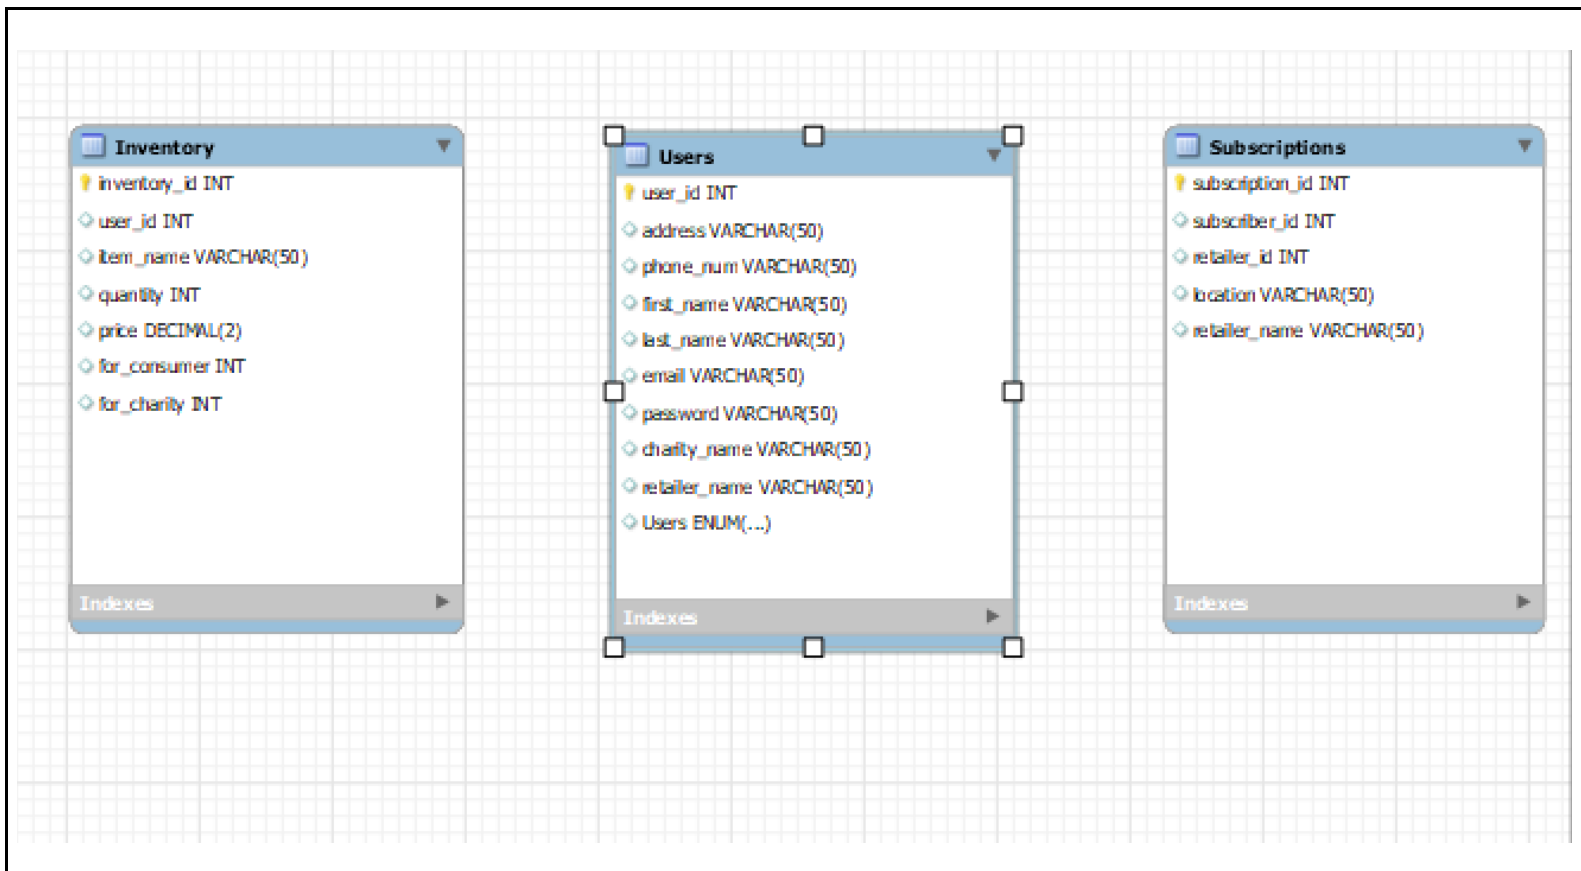 Inventory
inventory_id INT
user_id INT
item_name VARCHAR(50)
quantity INT
price DECIMAL(2)
for_consumer INT
for_charity INT
Indexes
Users
user_id INT
address VARCHAR(50)
phone_num VARCHAR(50)
first_name VARCHAR(50)
last_name VARCHAR(50)
email VARCHAR(50)
password VARCHAR(50)
charity_name VARCHAR(50)
retailer_name VARCHAR(50)
Users ENUM(...)
Indexes
Subscriptions
subscription_id INT
subscriber_id INT
retailer_id INT
location VARCHAR(50)
retailer_name VARCHAR(50)
Indexes